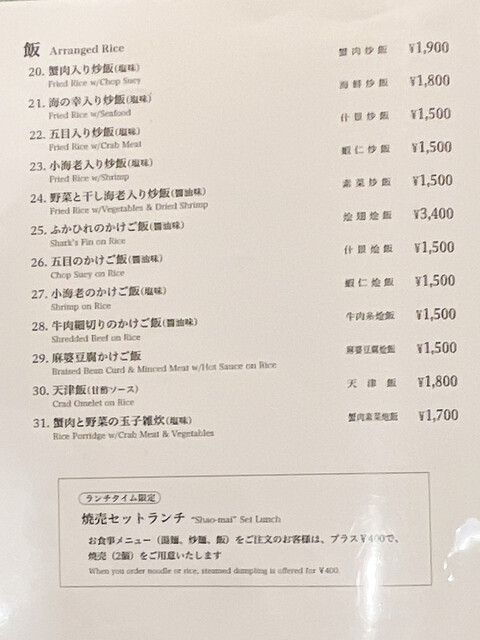 飯 Arranged Rice
20. 蟹肉入り炒飯(塩味) 蟹肉炒飯 ¥1,900
Fried Rice w/Chop Suey
21. 海の幸入り炒飯(塩味) 海鮮炒飯 ¥1,800
Fried Rice w/Seafood
22. 五目入り炒飯(塩味) 什景炒飯 ¥1,500
Fried Rice w/Crab Meat
23. 小海老入り炒飯(塩味) 蝦仁炒飯 ¥1,500
Fried Rice w/Shrimp
24. 野菜と干し海老入り炒飯(醤油味) 素菜炒飯 ¥1,500
Fried Rice w/Vegetables & Dried Shrimp
25. ふかひれのかけご飯(醤油味) 烩翅烩飯 ¥3,400
Shark's Fin on Rice
26. 五目のかけご飯(醤油味) 什景烩飯 ¥1,500
Chop Suey on Rice
27. 小海老のかけご飯(塩味) 蝦仁烩飯 ¥1,500
Shrimp on Rice
28. 牛肉細切りのかけご飯(醤油味) 牛肉糸烩飯 ¥1,500
Shredded Beef on Rice
29. 麻婆豆腐かけご飯 麻婆豆腐烩飯 ¥1,500
Braised Bean Curd & Minced Meat w/Hot Sauce on Rice
30. 天津飯(甘酢ソース) 天津飯 ¥1,800
Crad Omelet on Rice
31. 蟹肉と野菜の玉子雑炊(塩味) 蟹肉素菜烩飯 ¥1,700
Rice Porridge w/Crab Meat & Vegetables
ランチタイム限定
焼売セットランチ "Shao-mai" Set Lunch
お食事メニュー(湯麺、炒麺、飯)をご注文のお客様は、プラス¥400で、
焼売(2個)をご用意いたします
When you order noodle or rice, steamed dumpling is offered for ¥400.